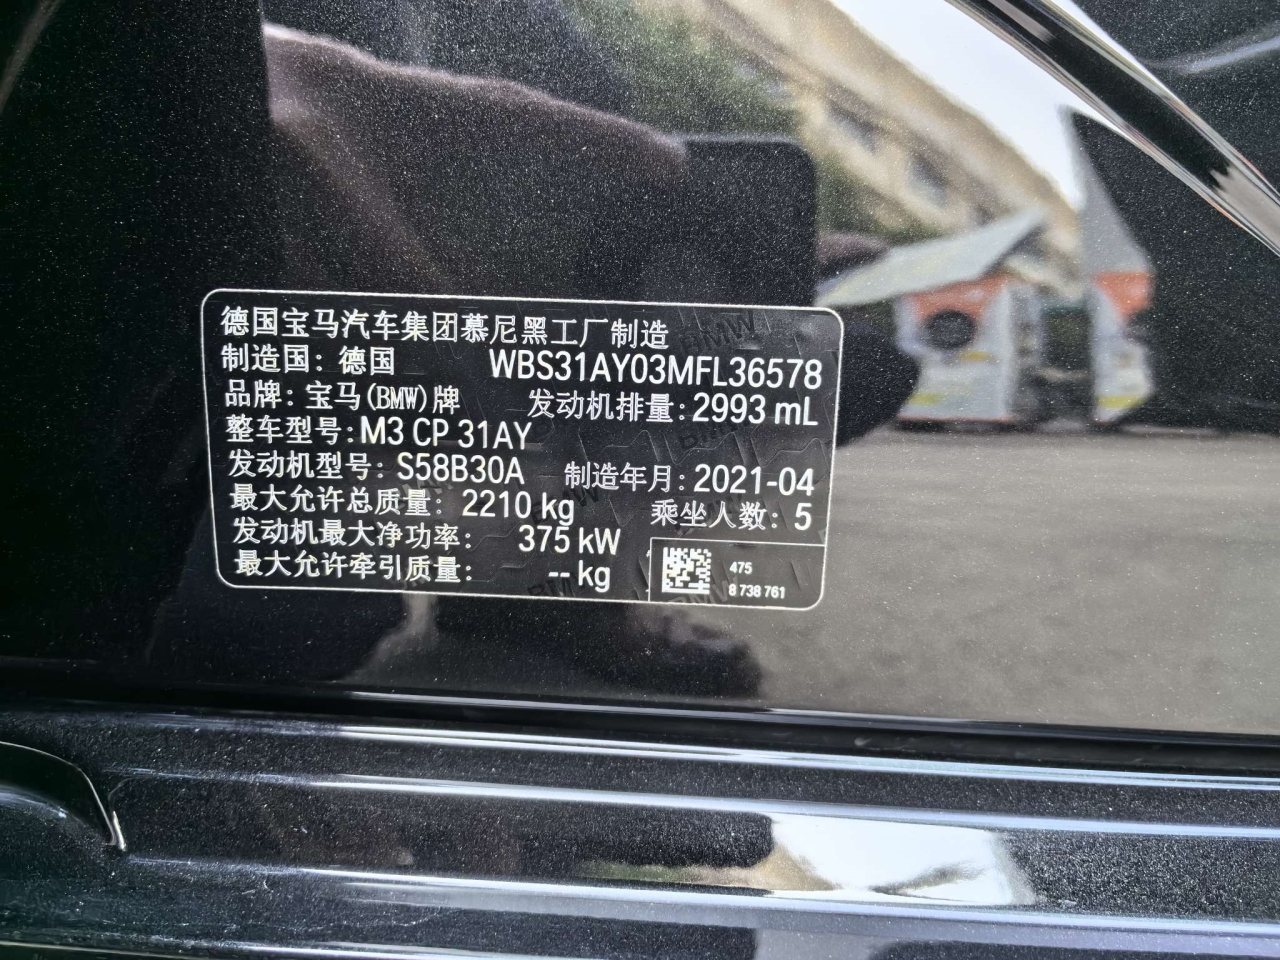 德国宝马汽车集团慕尼黑工厂制造
制造国: 德国 WBS31AY03MFL36578
品牌: 宝马(BMW)牌 发动机排量: 2993 mL
整车型号: M3 CP 31AY
发动机型号: S58B30A 制造年月: 2021-04
最大允许总质量: 2210 kg 乘坐人数: 5
发动机最大净功率: 375 kW
最大允许牵引质量: -- kg
475
8 738 761